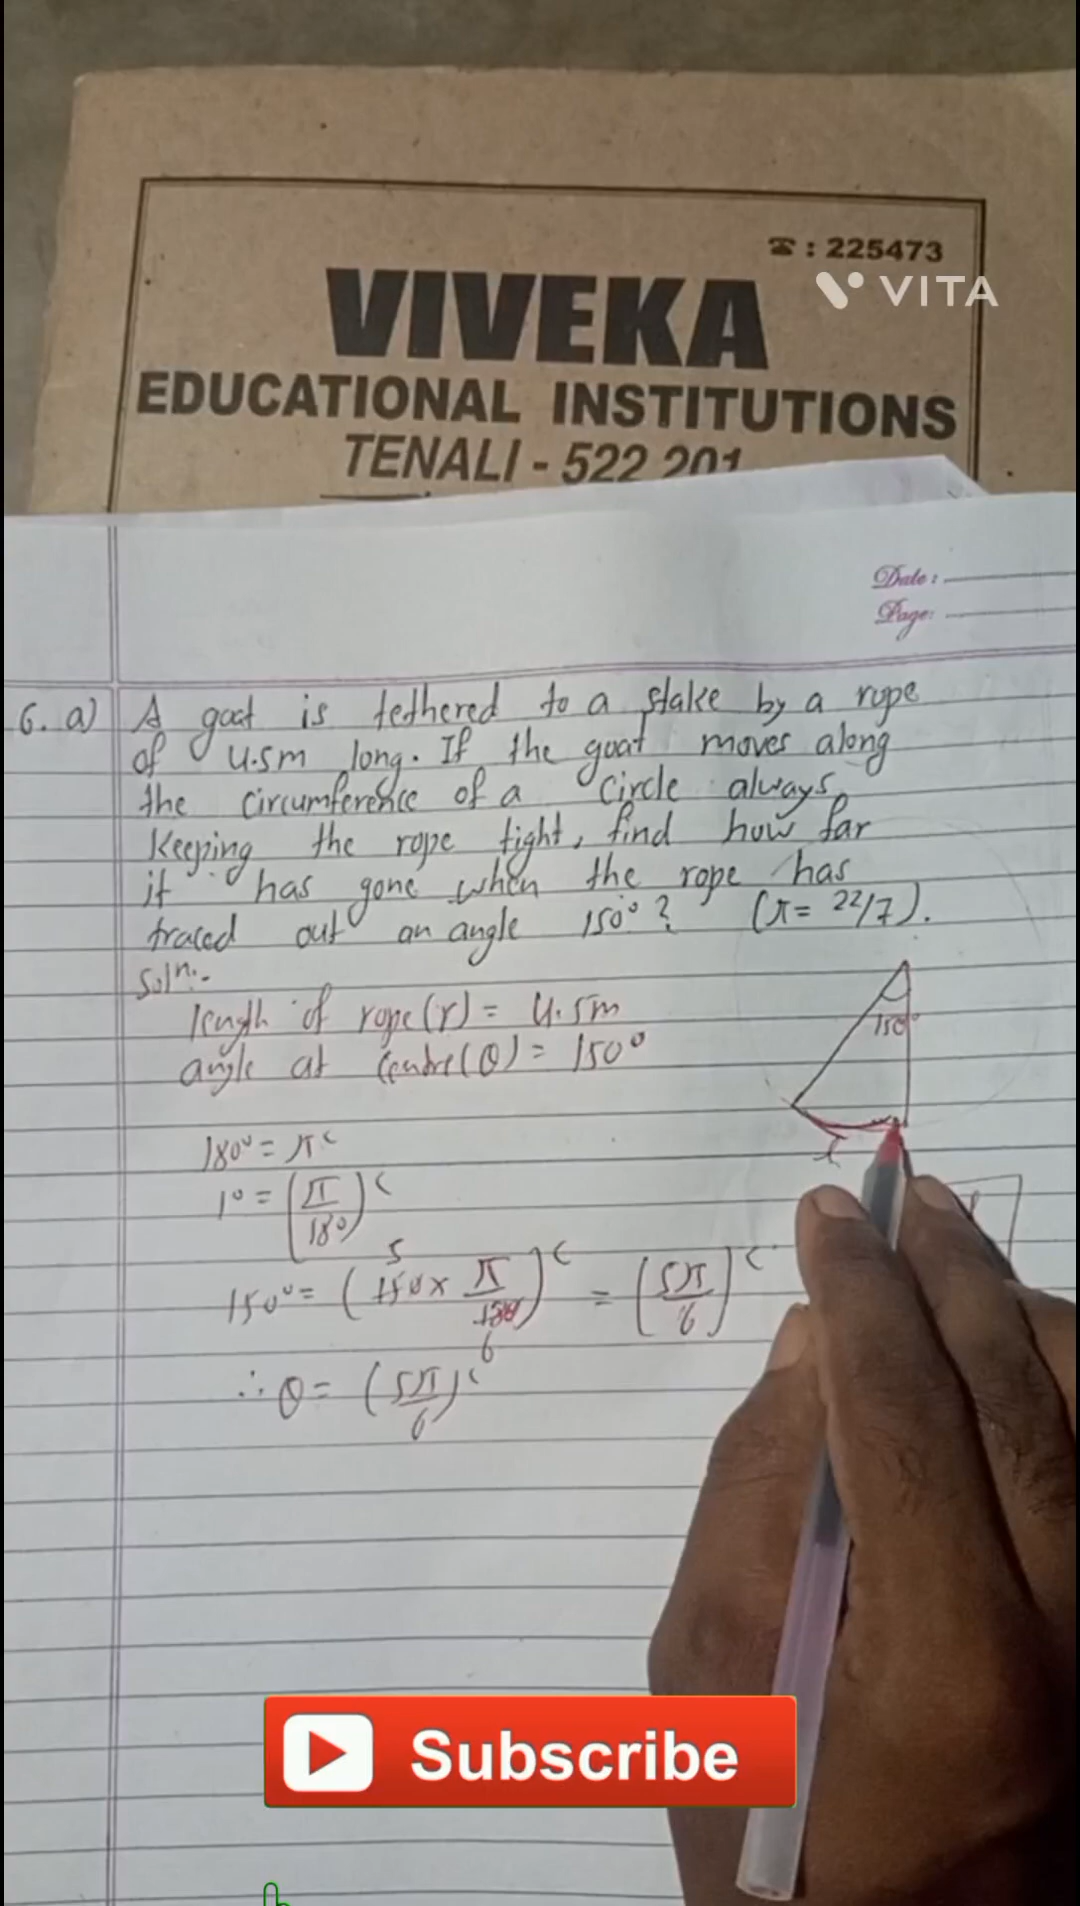 ☎ : 225473
VITA
VIVEKA
EDUCATIONAL INSTITUTIONS
TENALI - 522 201
Date :
Page:
6. a) A goat is tethered to a stake by a rope
of 4.5m long. If the goat moves along
the circumference of a circle always
keeping the rope tight, find how far
it has gone when the rope has
traced out an angle 150°? (π = 22/7).
Soln:-
length of rope (r) = 4.5m
angle at centre (θ) = 150°
150°
l
180° = πᶜ
1° = (π/180)ᶜ
5
150° = (150 × π/180)ᶜ = (5π/6)ᶜ
6
∴ θ = (5π/6)ᶜ
Subscribe